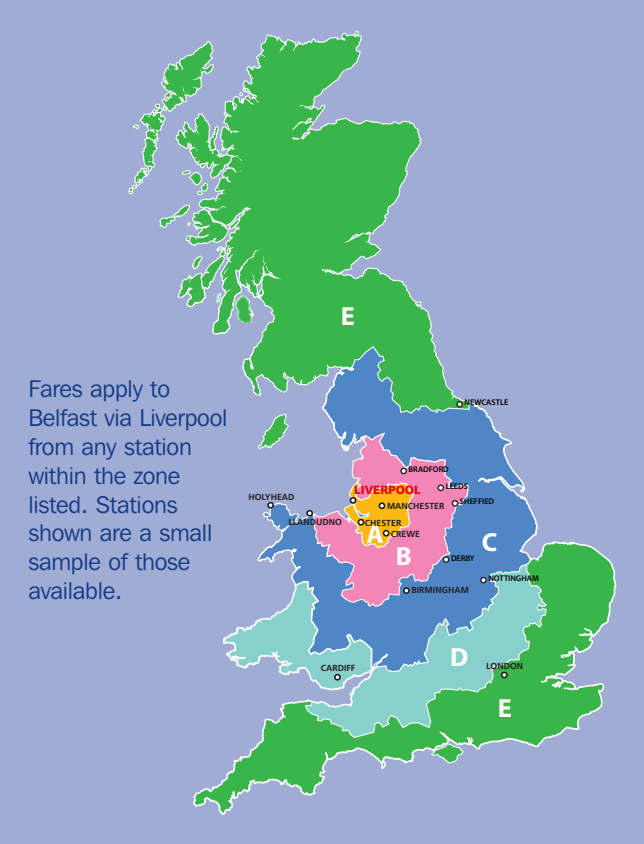 E
NEWCASTLE
Fares apply to
Belfast via Liverpool
from any station
within the zone
listed. Stations
shown are a small
sample of those
available.
BRADFORD
LEEDS
LIVERPOOL
HOLYHEAD
SHEFFIELD
MANCHESTER
LLANDUDNO
CHESTER
A
CREWE
C
B
DERBY
NOTTINGHAM
BIRMINGHAM
D
LONDON
CARDIFF
E